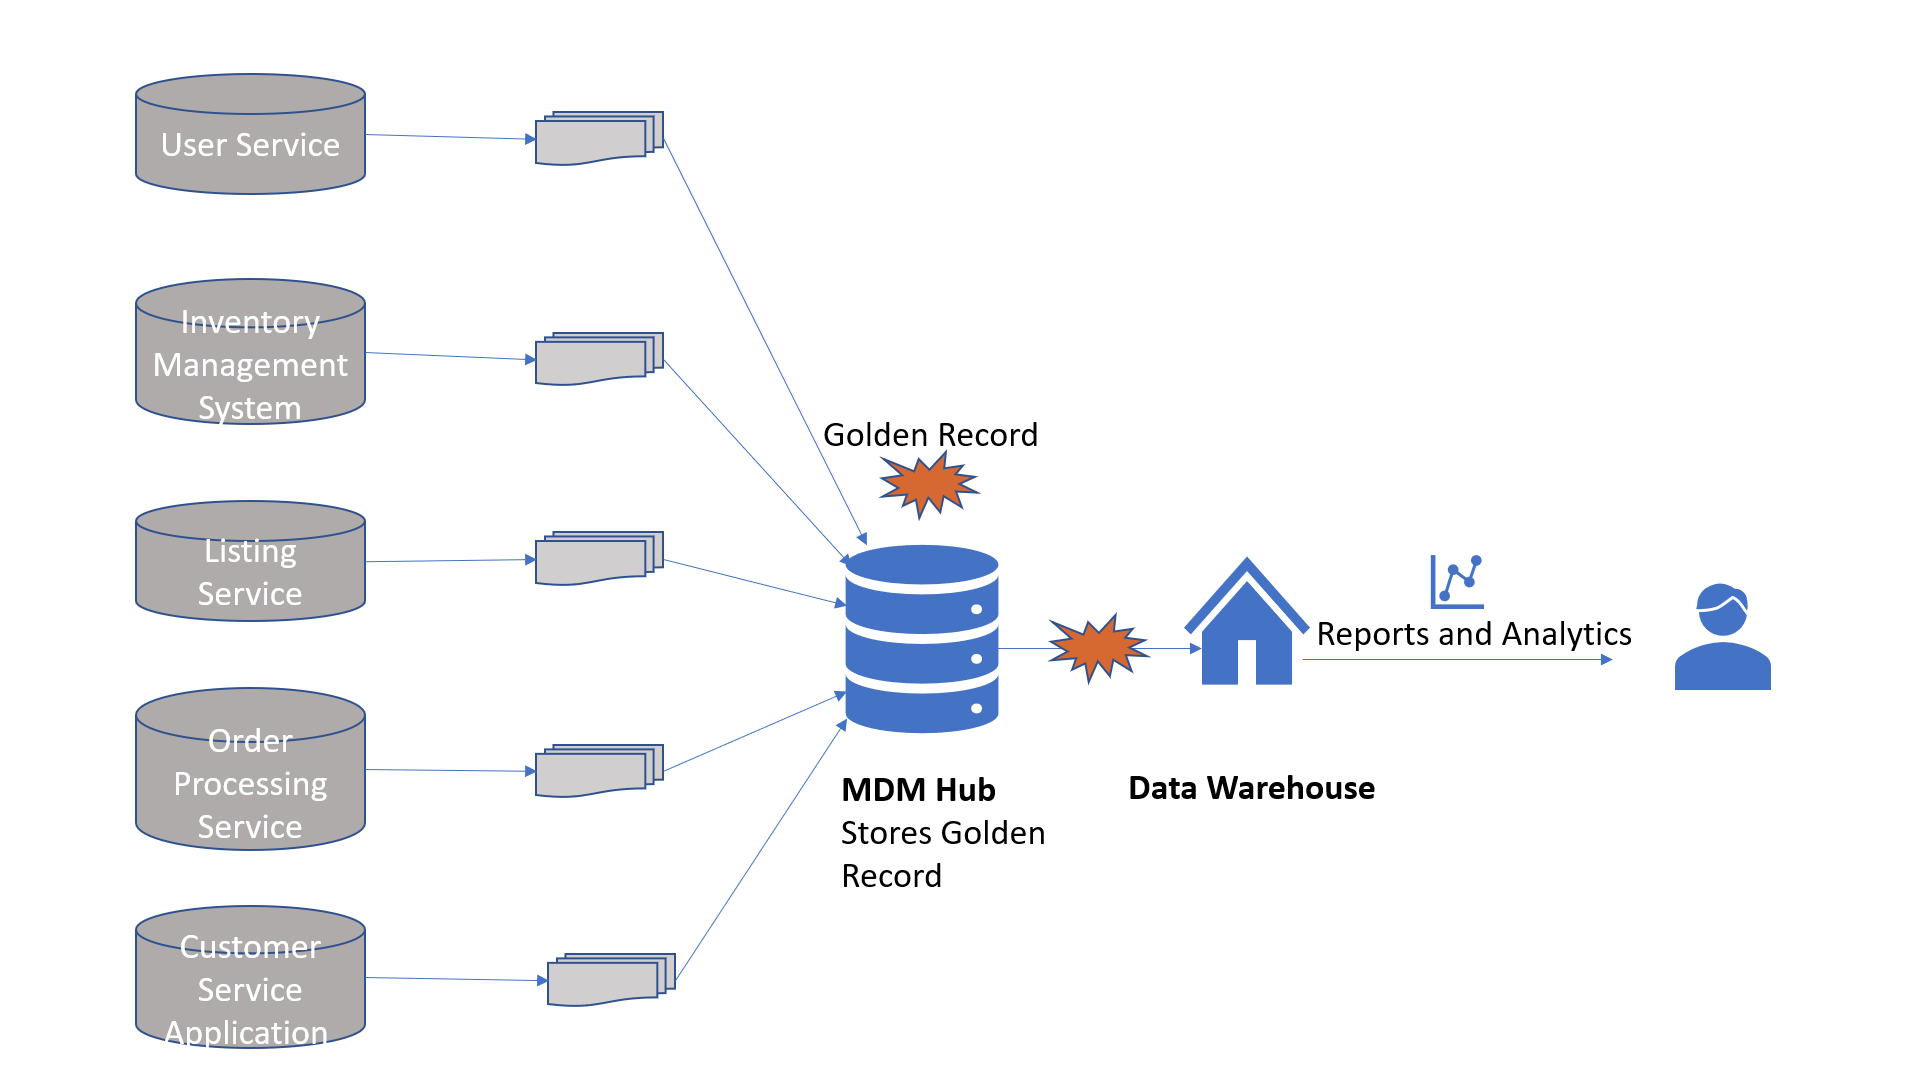 User Service
Inventory
Management
System
Listing
Service
Order
Processing
Service
Customer
Service
Application
Golden Record
MDM Hub
Stores Golden
Record
Data Warehouse
Reports and Analytics